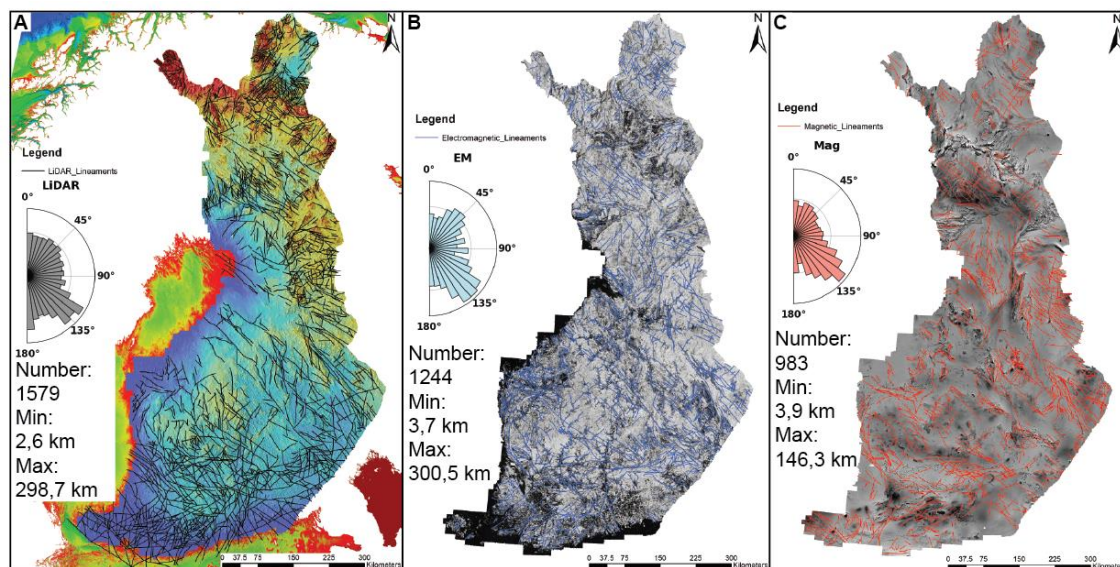 A
N
Legend
LiDAR_Lineaments
LiDAR
0°
45°
90°
135°
180°
Number:
1579
Min:
2,6 km
Max:
298,7 km
0 37.5 75 150 225 300
Kilometers
B
N
Legend
Electromagnetic_Lineaments
EM
0°
45°
90°
135°
180°
Number:
1244
Min:
3,7 km
Max:
300,5 km
0 37.5 75 150 225 300
Kilometers
C
N
Legend
Magnetic_Lineaments
Mag
0°
45°
90°
135°
180°
Number:
983
Min:
3,9 km
Max:
146,3 km
0 37.5 75 150 225 300
Kilometers